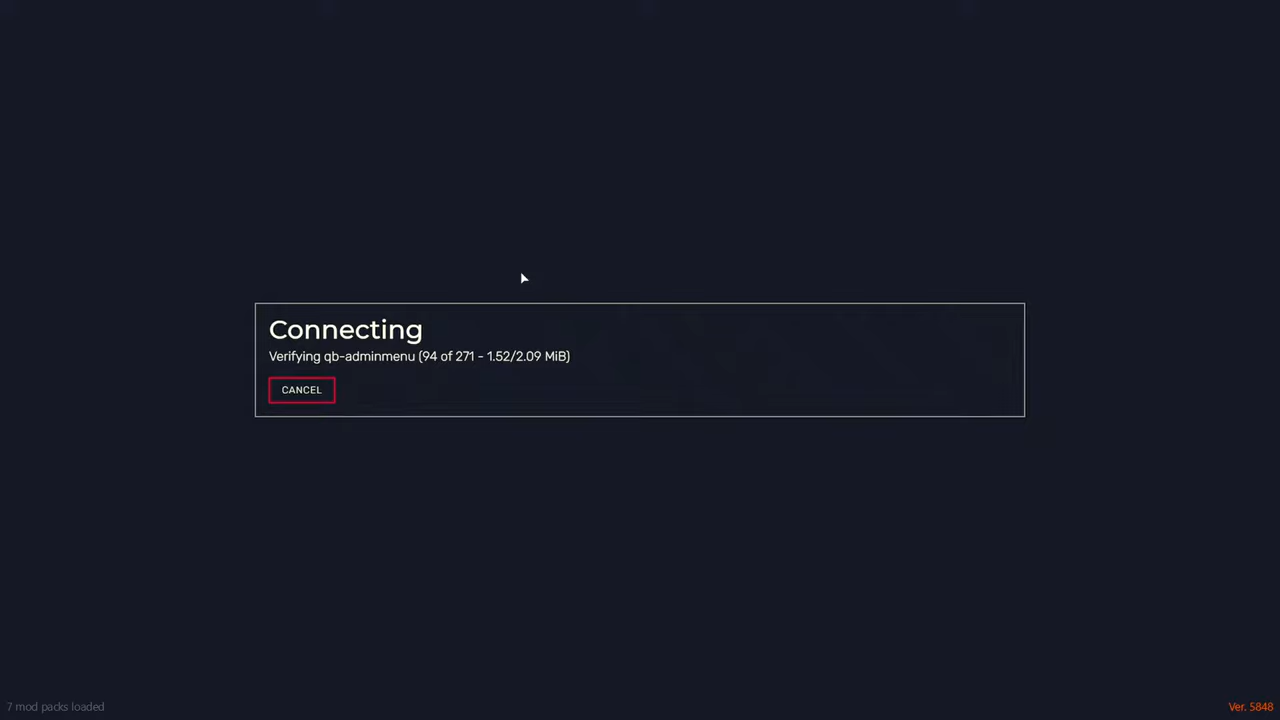 Connecting
Verifying qb-adminmenu (94 of 271 - 1.52/2.09 MiB)
CANCEL
7 mod packs loaded
Ver. 5848